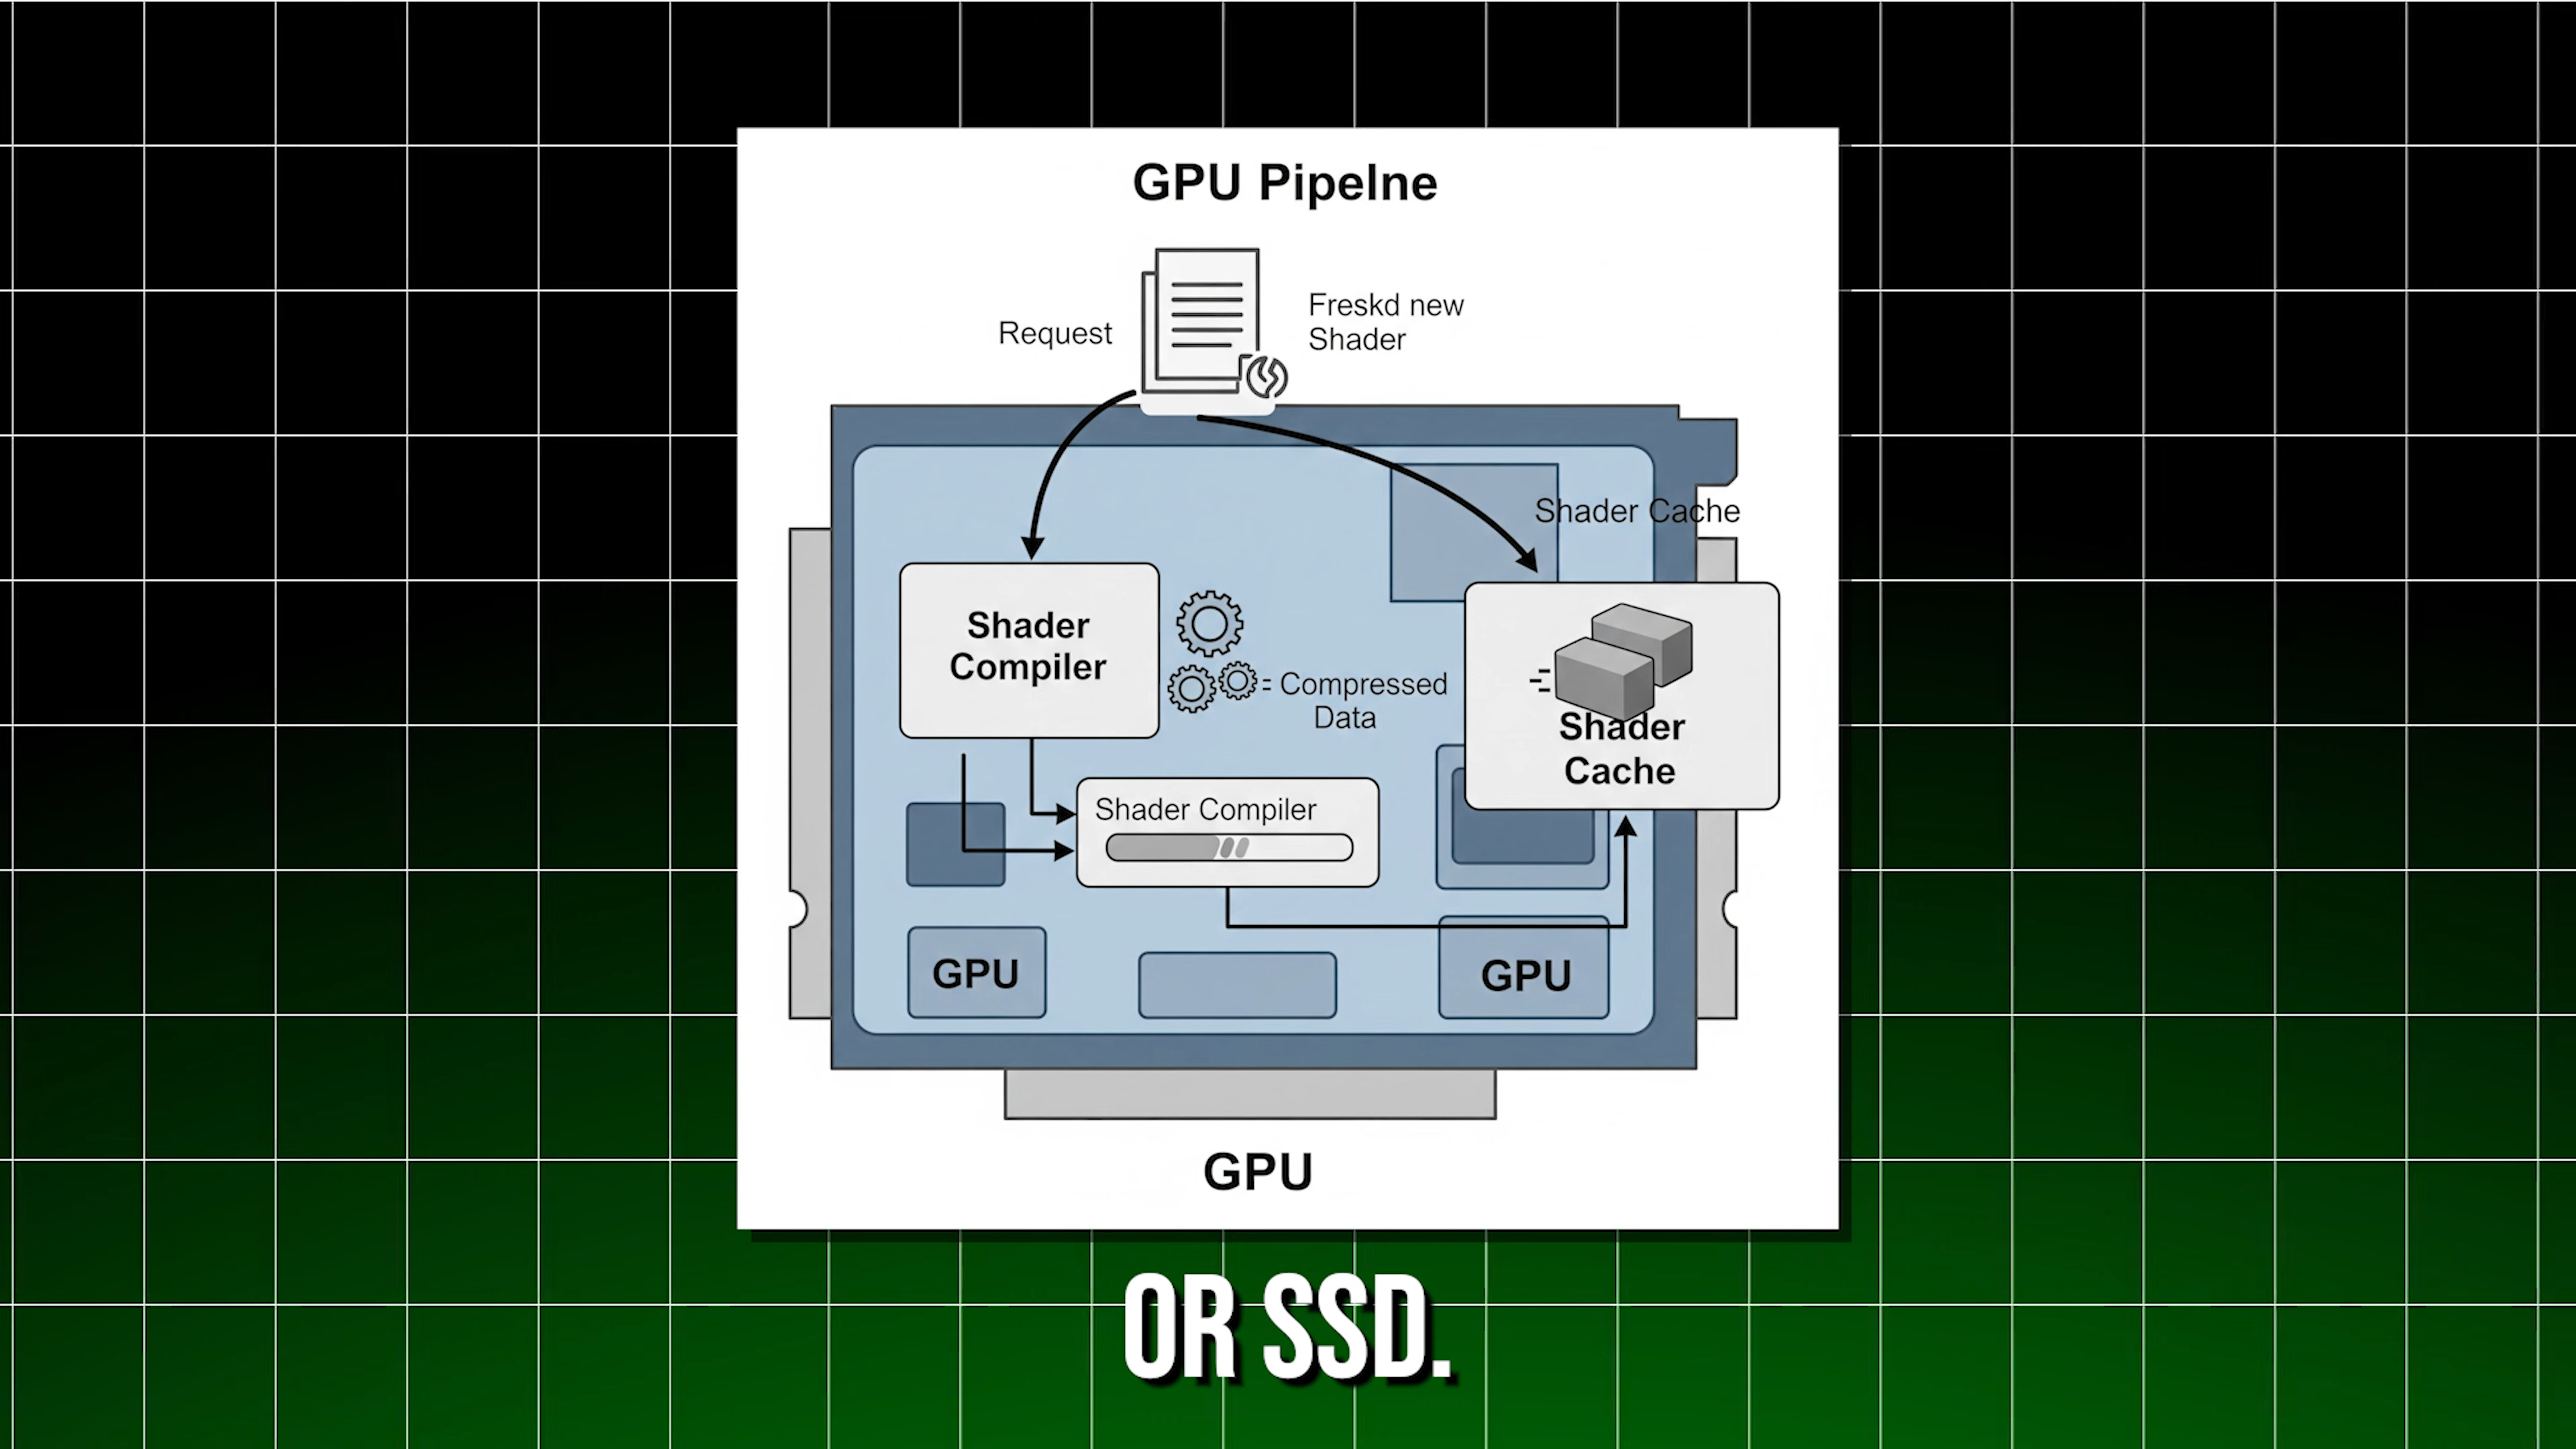 GPU Pipelne
Request
Freskd new
Shader
Shader Cache
Shader
Compiler
= Compressed
Data
Shader
Cache
Shader Compiler
GPU
GPU
GPU
OR SSD.